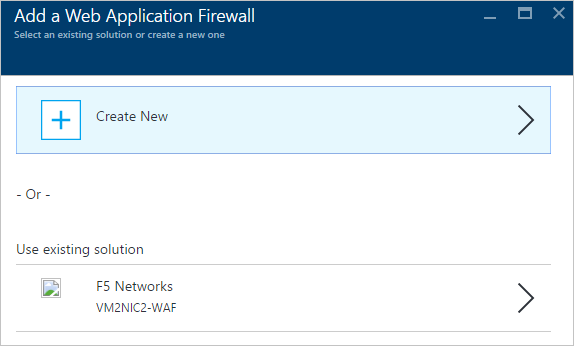 Add a Web Application Firewall
Select an existing solution or create a new one
Create New
- Or -
Use existing solution
F5 Networks
VM2NIC2-WAF